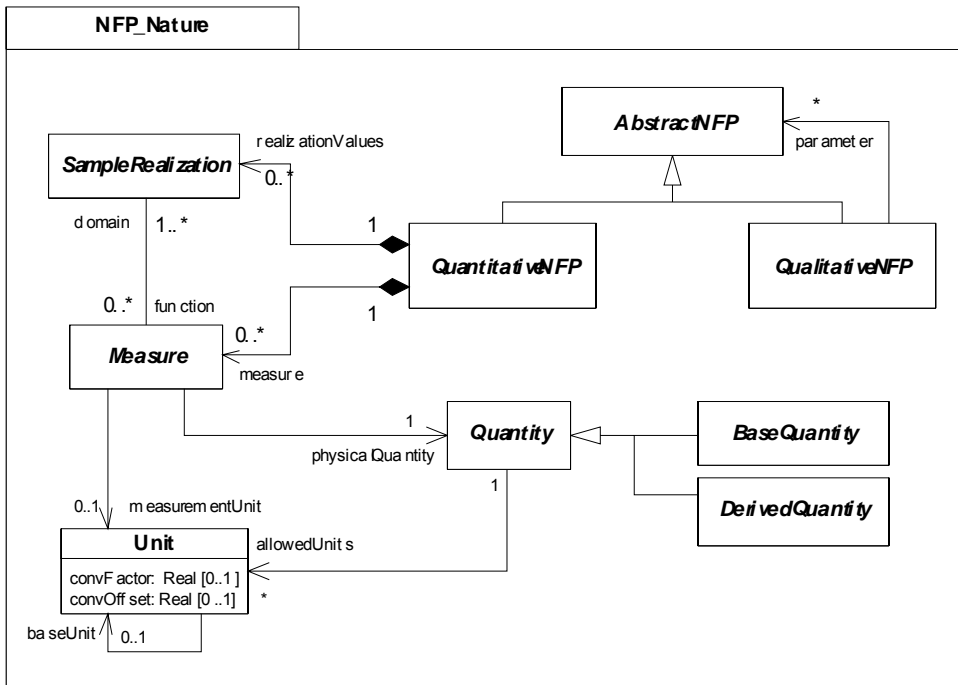 NFP_Nature
AbstractNFP
*
parameter
realizationValues
SampleRealization
0..*
domain
1..*
1
QuantitativeNFP
QualitativeNFP
0..*
function
1
Measure
0..*
measure
1
physicalQuantity
Quantity
BaseQuantity
1
DerivedQuantity
0..1
measurementUnit
Unit
allowedUnits
convFactor: Real [0..1]
convOffset: Real [0..1]
*
baseUnit
0..1